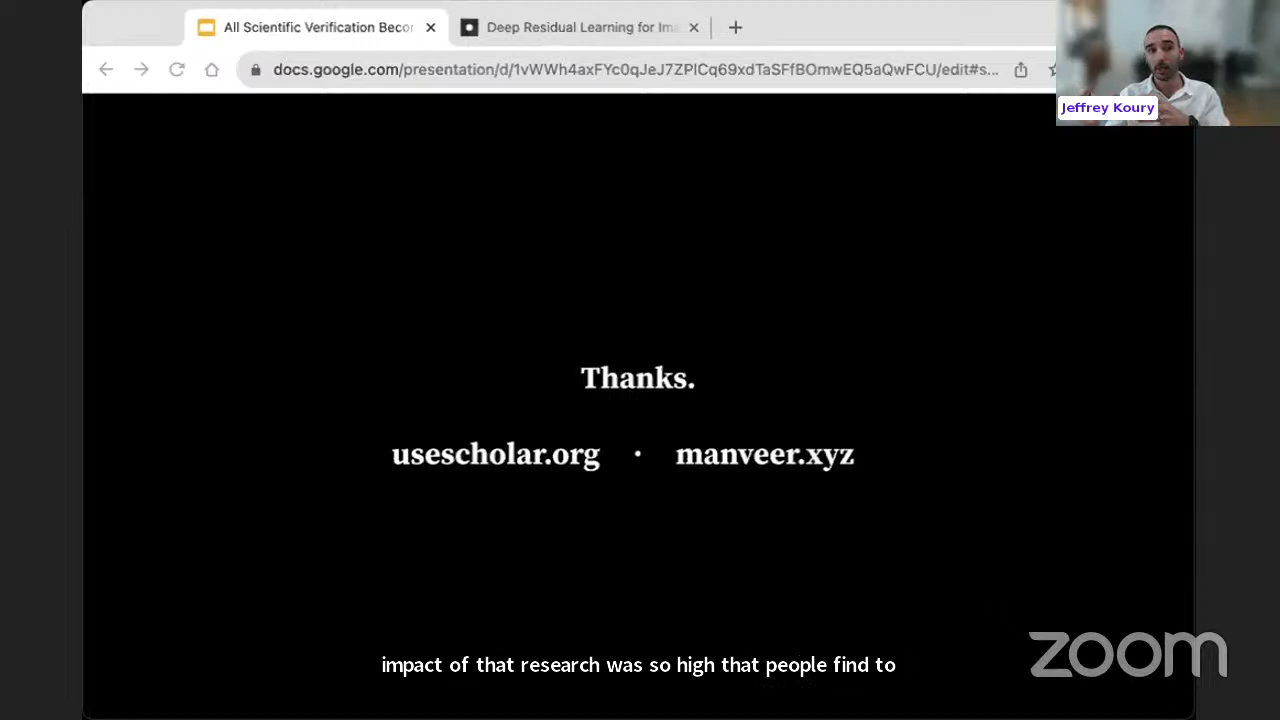 All Scientific Verification Becor
Deep Residual Learning for Ima
docs.google.com/presentation/d/1vWWh4axFYc0qJeJ7ZPlCq69xdTaSFfBOmwEQ5aQwFCU/edit#s...
Jeffrey Koury
Thanks.
usescholar.org · manveer.xyz
impact of that research was so high that people find to
zoom